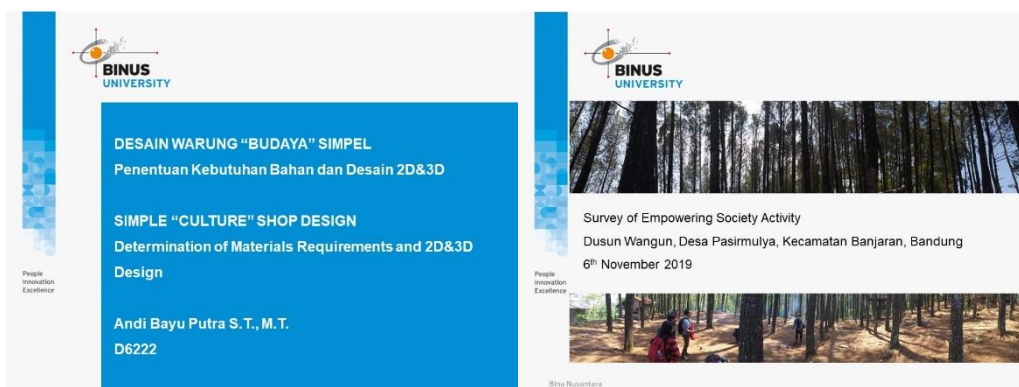 BINUS
UNIVERSITY
DESAIN WARUNG “BUDAYA” SIMPEL
Penentuan Kebutuhan Bahan dan Desain 2D&3D
SIMPLE “CULTURE” SHOP DESIGN
Determination of Materials Requirements and 2D&3D
Design
Andi Bayu Putra S.T., M.T.
D6222
People
Innovation
Excellence
BINUS
UNIVERSITY
Survey of Empowering Society Activity
Dusun Wangun, Desa Pasirmulya, Kecamatan Banjaran, Bandung
6th November 2019
People
Innovation
Excellence
Bina Nusantara